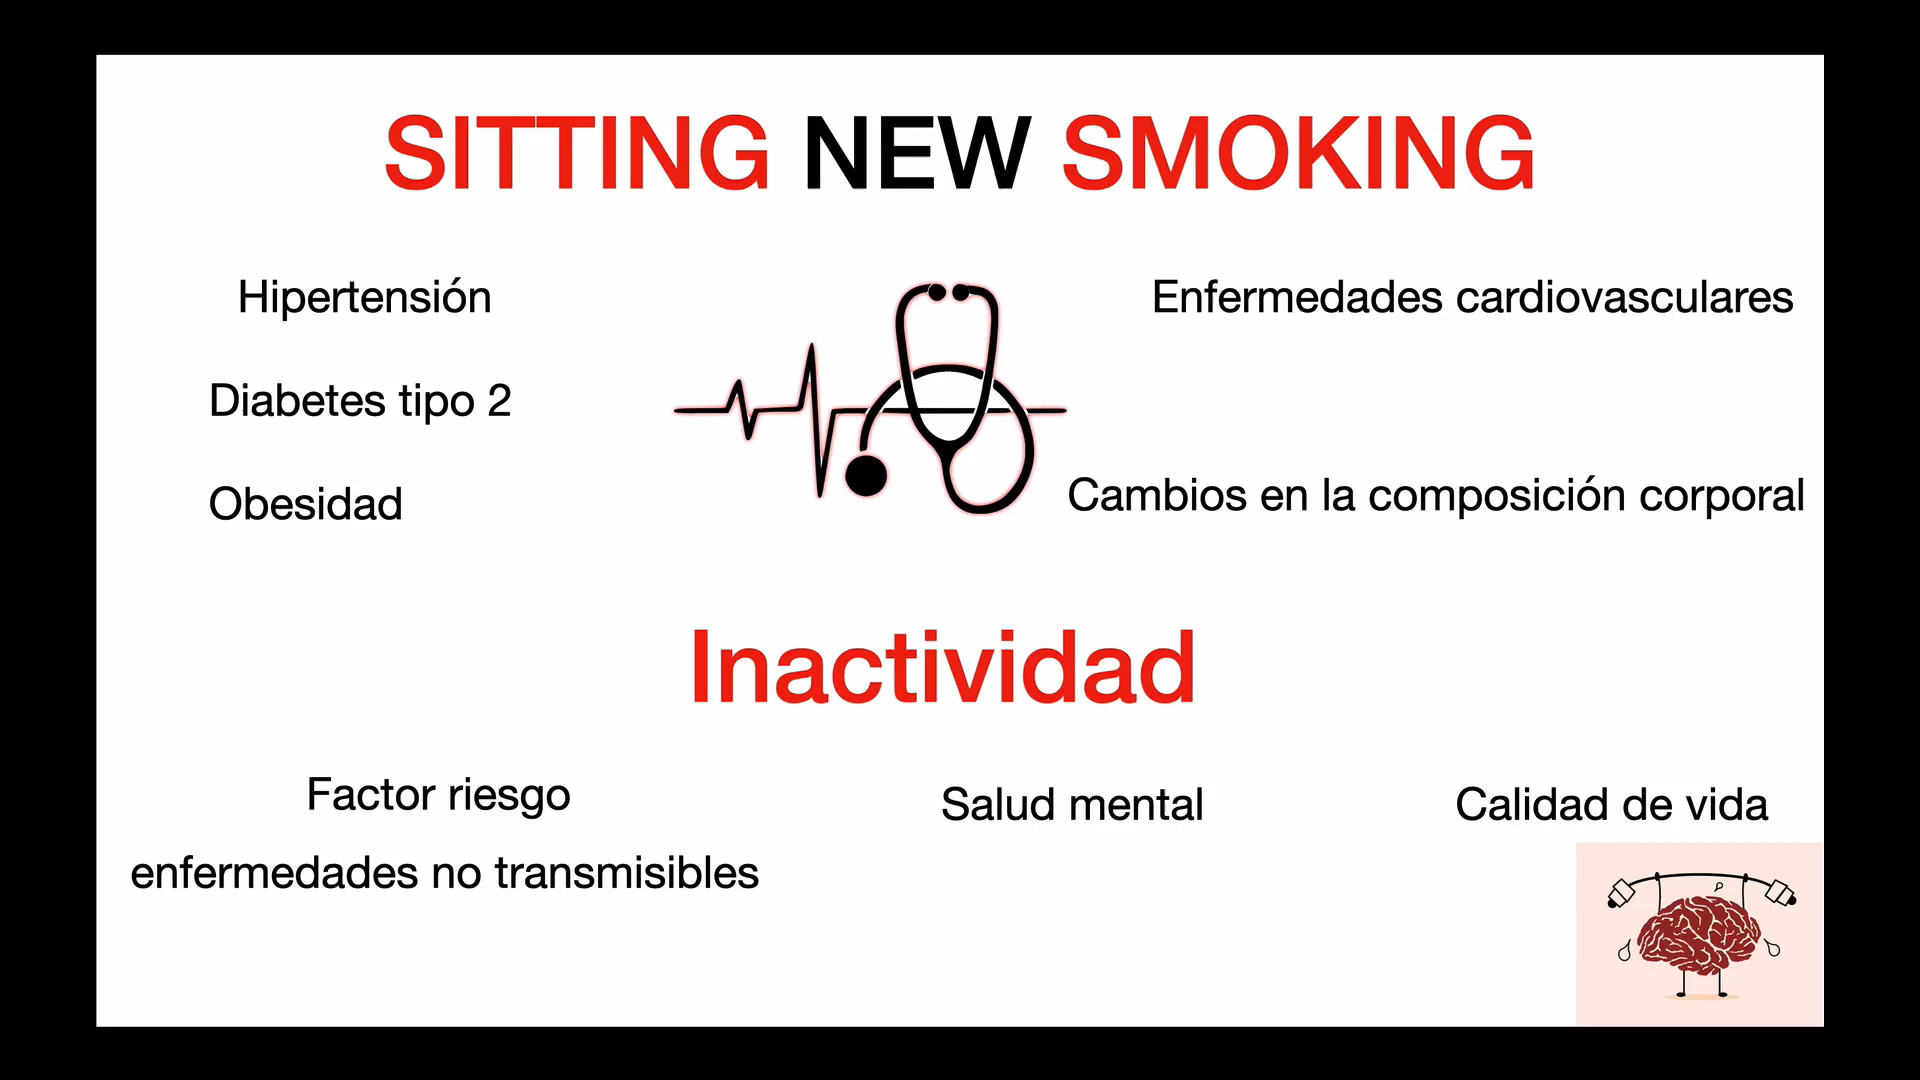 SITTING NEW SMOKING
Hipertensión
Enfermedades cardiovasculares
Diabetes tipo 2
Obesidad
Cambios en la composición corporal
Inactividad
Factor riesgo
enfermedades no transmisibles
Salud mental
Calidad de vida